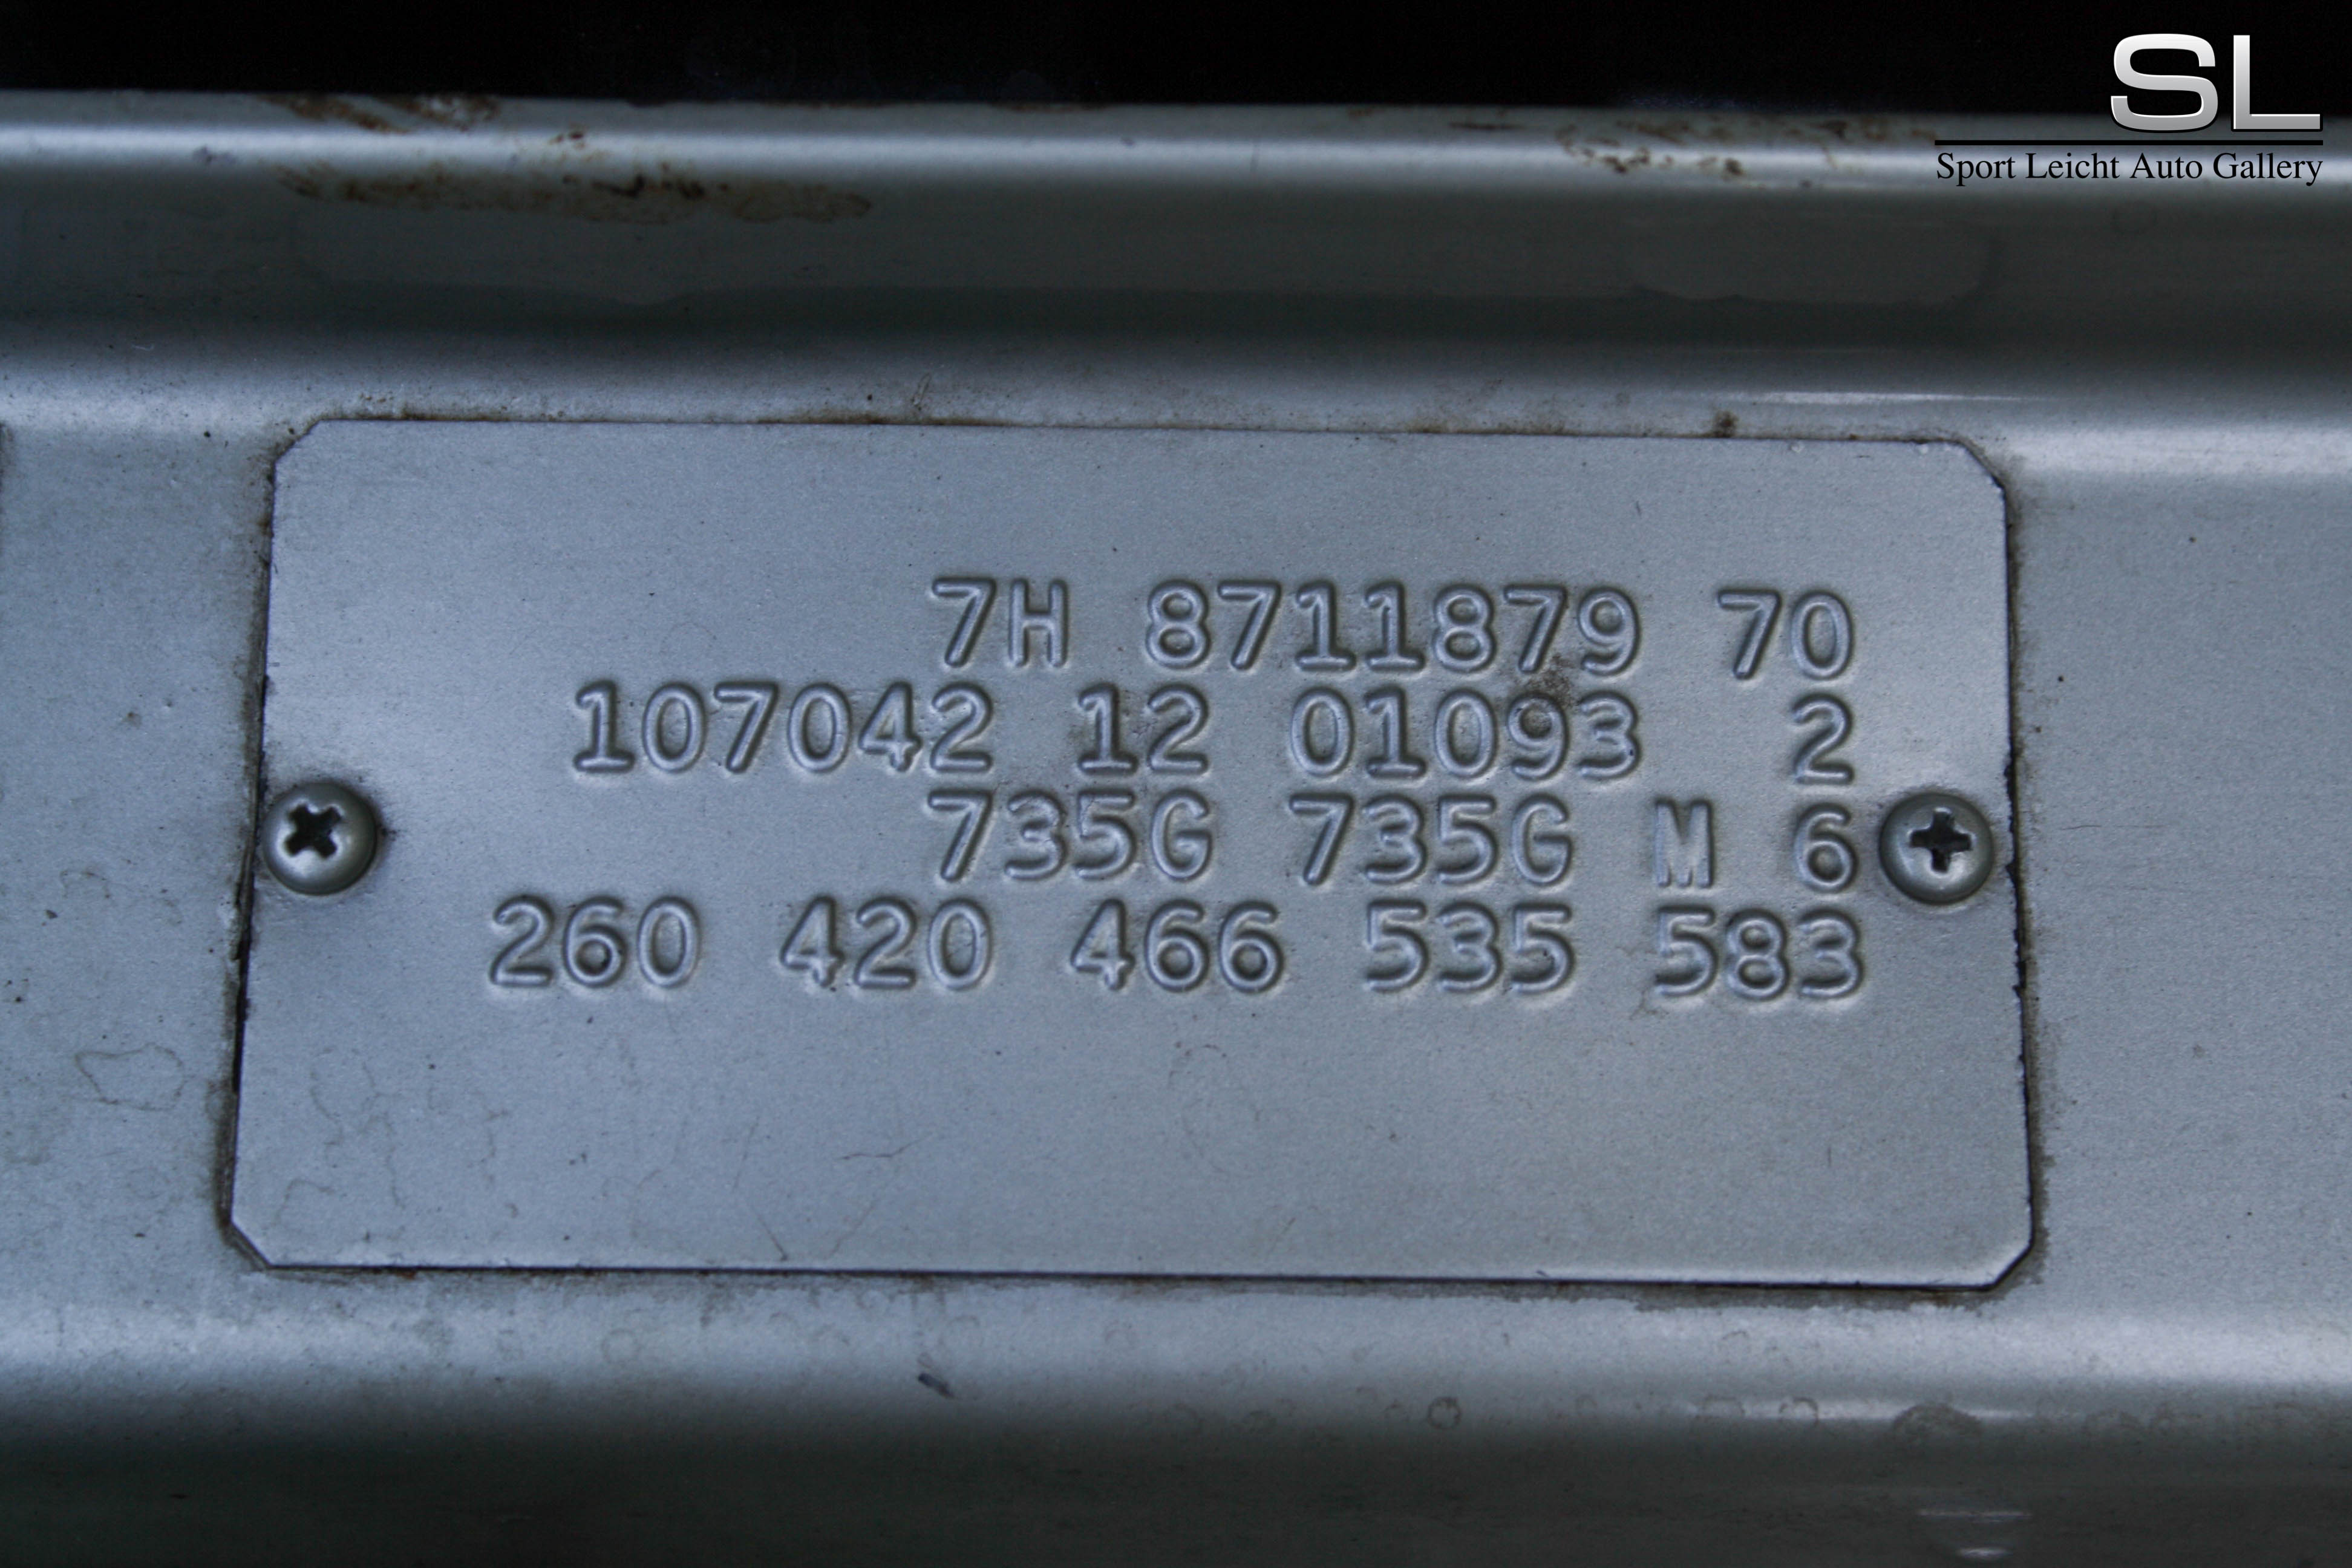 SL
Sport Leicht Auto Gallery
7H 8711879 70
107042 12 01093 2
735G 735G M 6
260 420 466 535 583